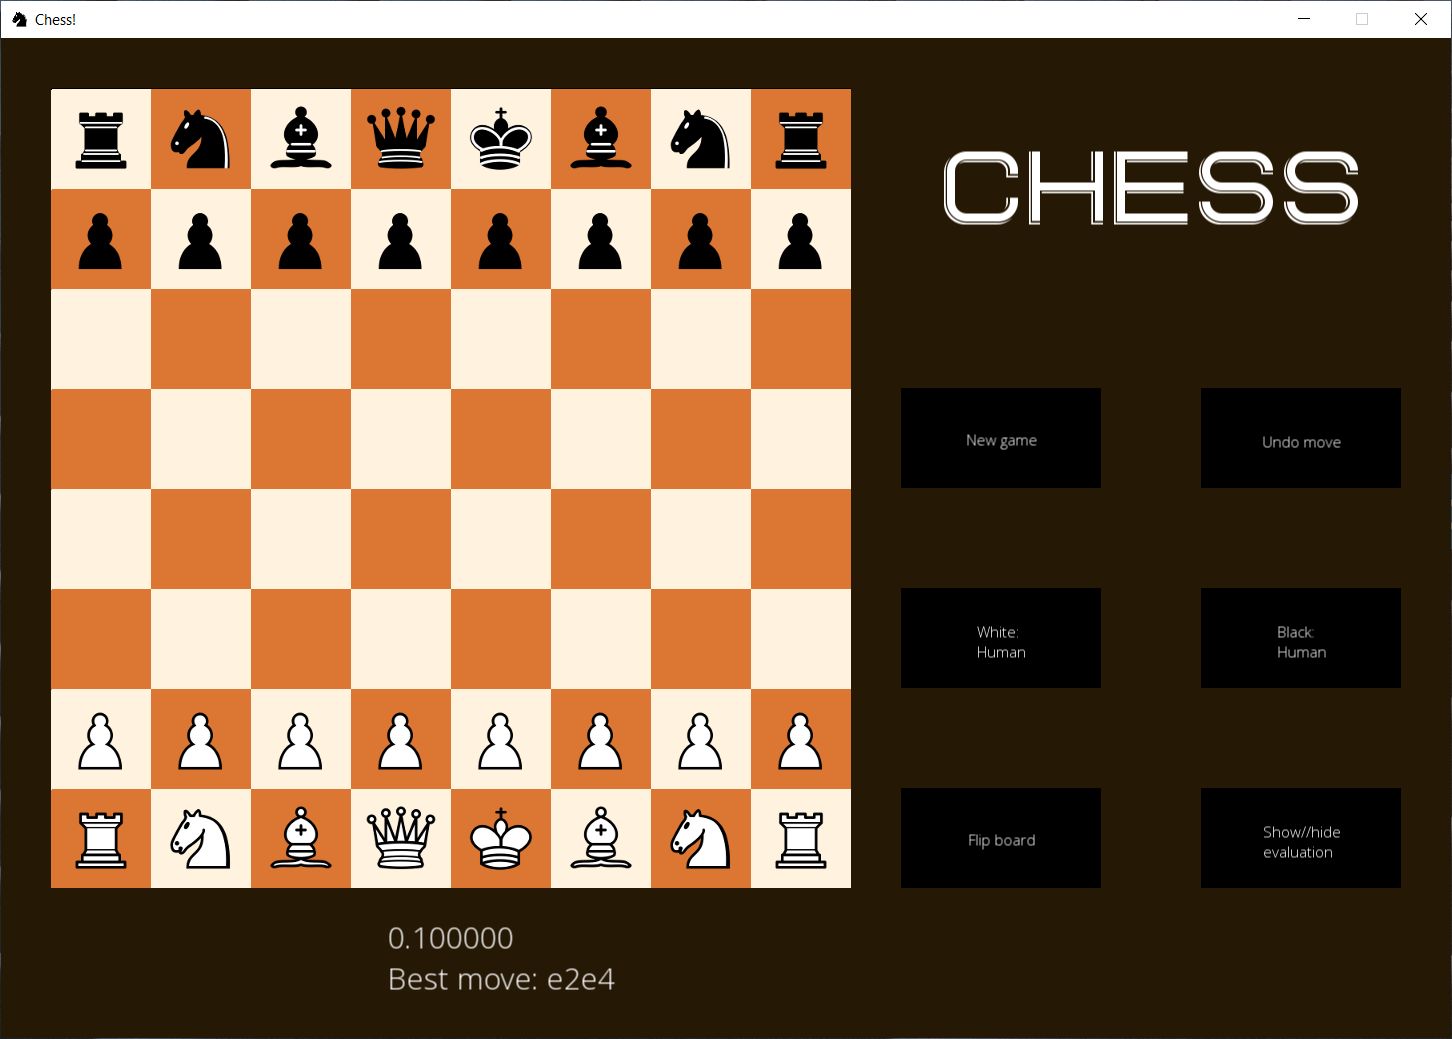 Chess!
CHESS
New game
Undo move
White:
Human
Black:
Human
Flip board
Show//hide
evaluation
0.100000
Best move: e2e4